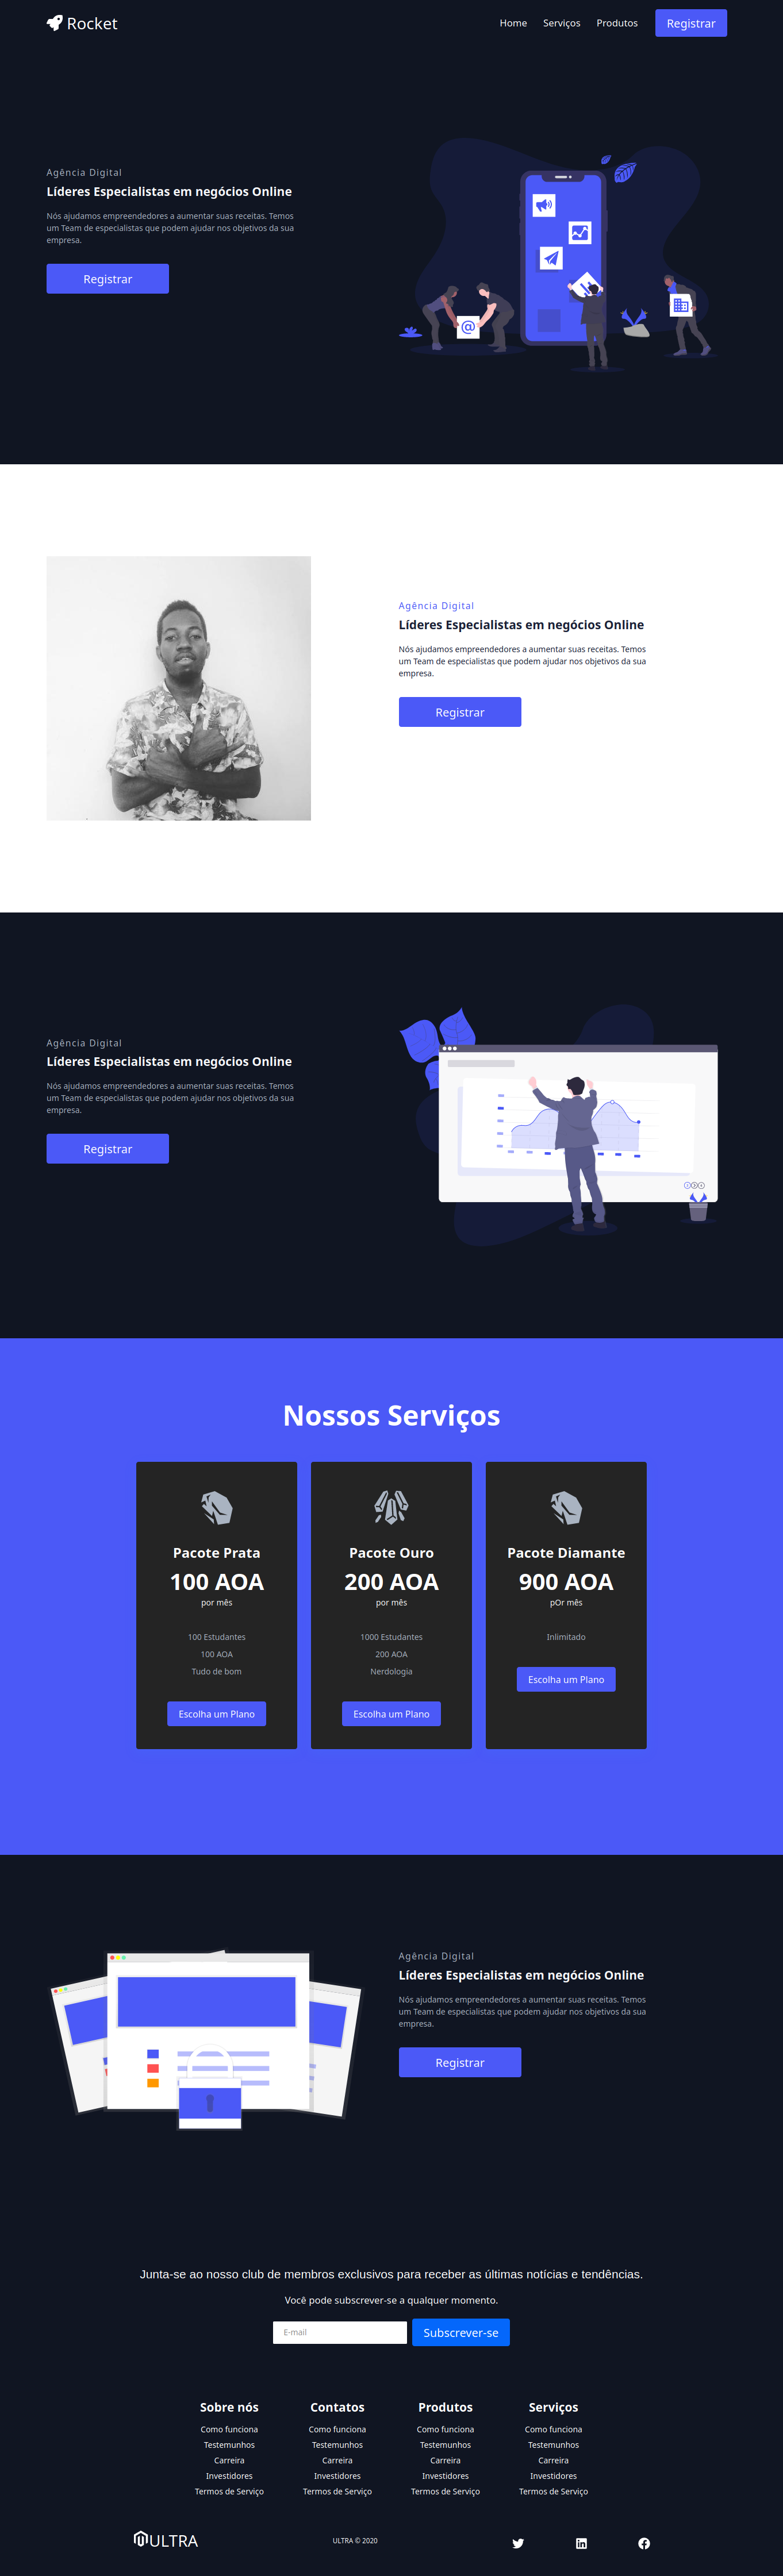 Rocket
Home Serviços Produtos Registrar
Agência Digital
Líderes Especialistas em negócios Online
Nós ajudamos empreendedores a aumentar suas receitas. Temos
um Team de especialistas que podem ajudar nos objetivos da sua
empresa.
Registrar
@
Agência Digital
Líderes Especialistas em negócios Online
Nós ajudamos empreendedores a aumentar suas receitas. Temos
um Team de especialistas que podem ajudar nos objetivos da sua
empresa.
Registrar
Agência Digital
Líderes Especialistas em negócios Online
Nós ajudamos empreendedores a aumentar suas receitas. Temos
um Team de especialistas que podem ajudar nos objetivos da sua
empresa.
Registrar
Nossos Serviços
Pacote Prata
100 AOA
por mês
100 Estudantes
100 AOA
Tudo de bom
Escolha um Plano
Pacote Ouro
200 AOA
por mês
1000 Estudantes
200 AOA
Nerdologia
Escolha um Plano
Pacote Diamante
900 AOA
pOr mês
Inlimitado
Escolha um Plano
Agência Digital
Líderes Especialistas em negócios Online
Nós ajudamos empreendedores a aumentar suas receitas. Temos
um Team de especialistas que podem ajudar nos objetivos da sua
empresa.
Registrar
Junta-se ao nosso club de membros exclusivos para receber as últimas notícias e tendências.
Você pode subscrever-se a qualquer momento.
E-mail
Subscrever-se
Sobre nós
Como funciona
Testemunhos
Carreira
Investidores
Termos de Serviço
Contatos
Como funciona
Testemunhos
Carreira
Investidores
Termos de Serviço
Produtos
Como funciona
Testemunhos
Carreira
Investidores
Termos de Serviço
Serviços
Como funciona
Testemunhos
Carreira
Investidores
Termos de Serviço
ULTRA
ULTRA © 2020